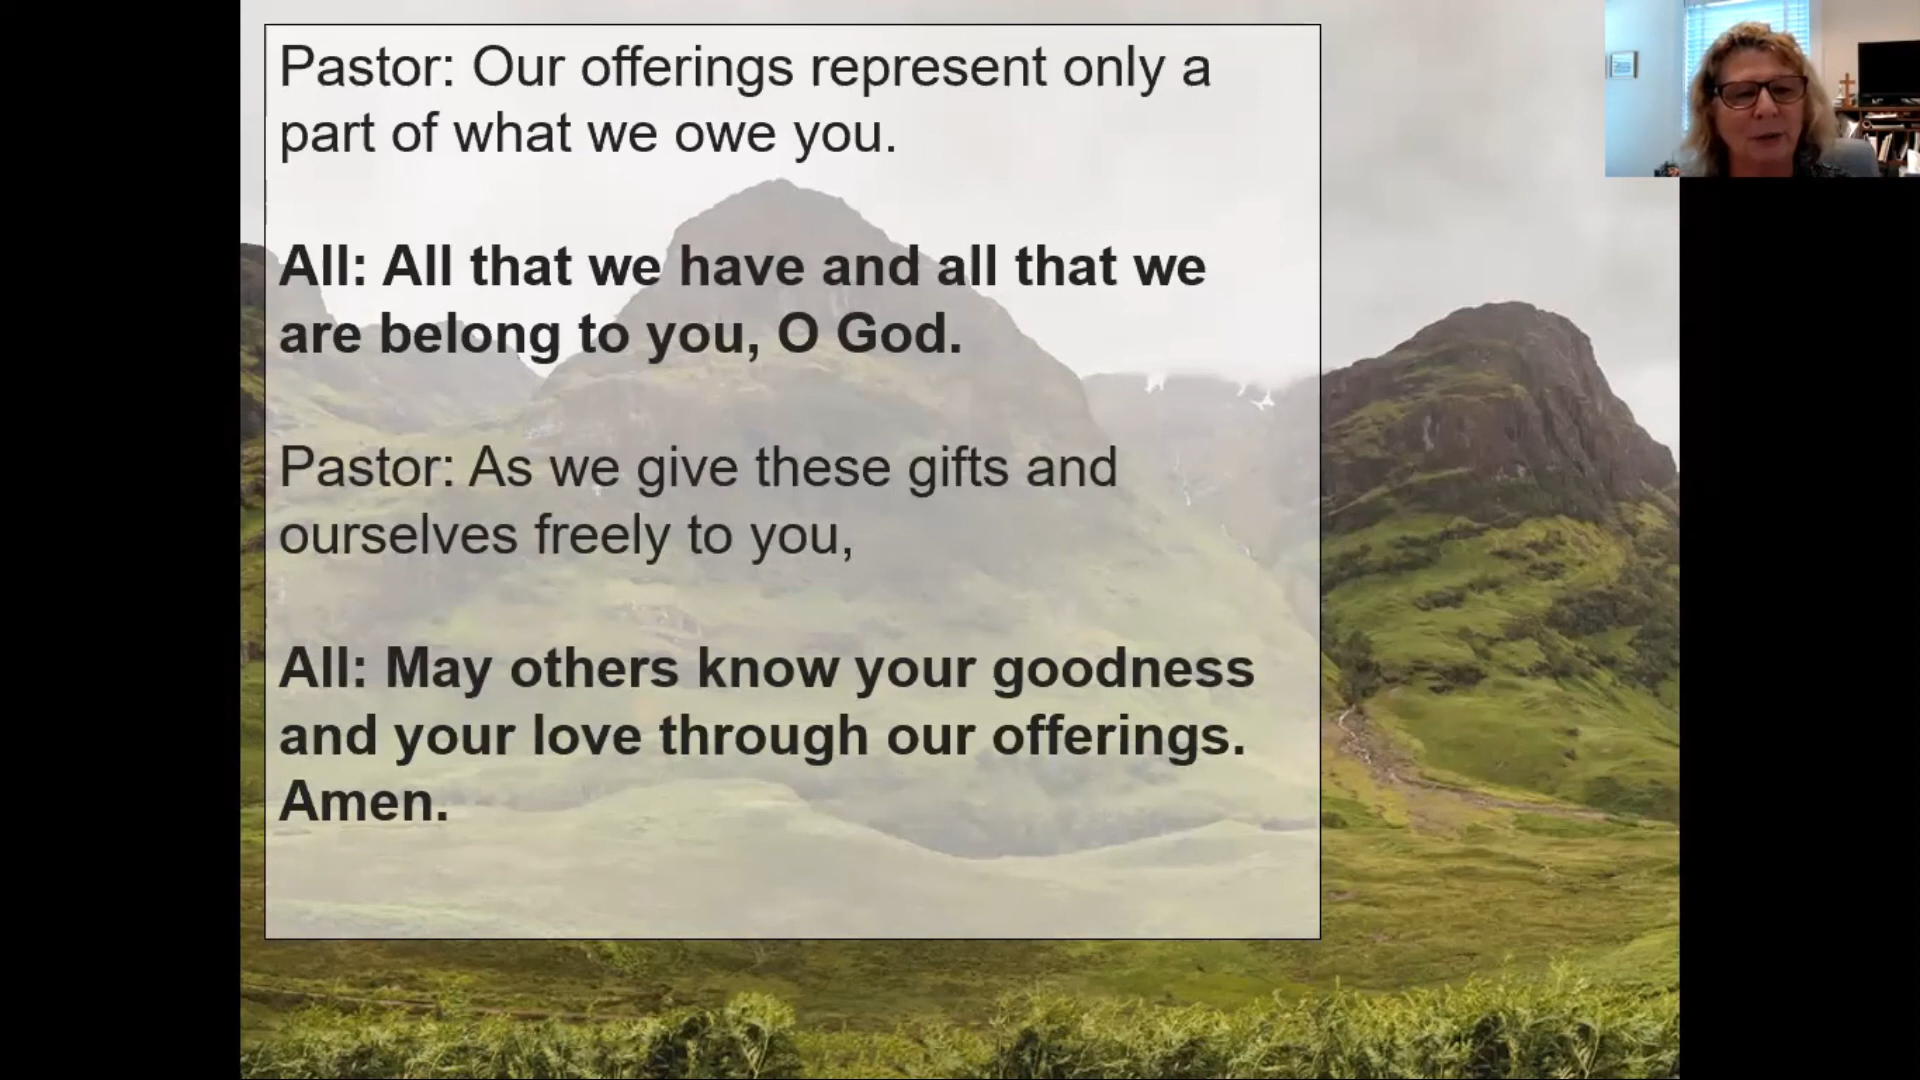 Pastor: Our offerings represent only a
part of what we owe you.
All: All that we have and all that we
are belong to you, O God.
Pastor: As we give these gifts and
ourselves freely to you,
All: May others know your goodness
and your love through our offerings.
Amen.